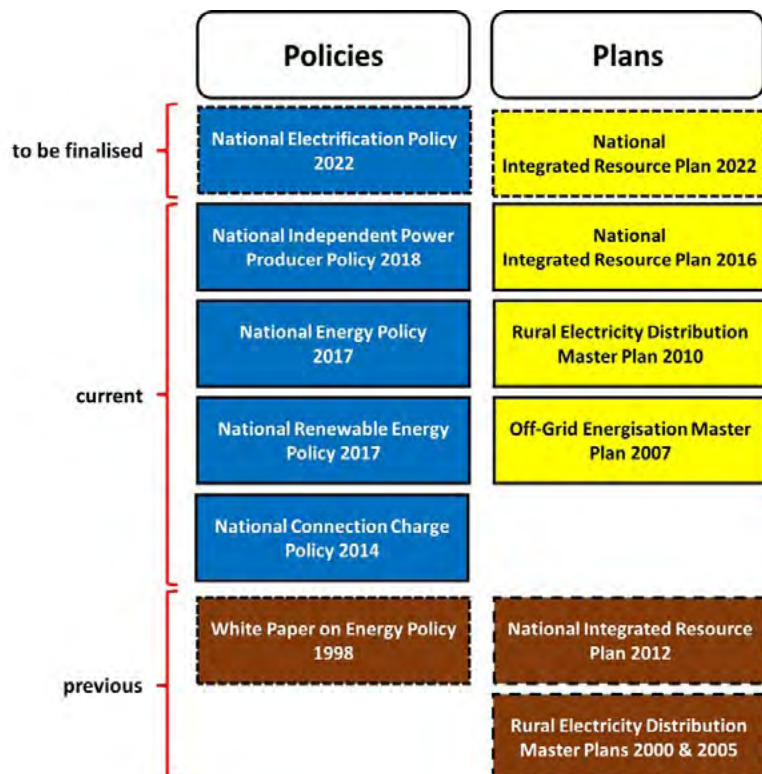 Policies
Plans
to be finalised
National Electrification Policy
2022
National
Integrated Resource Plan 2022
current
National Independent Power
Producer Policy 2018
National
Integrated Resource Plan 2016
National Energy Policy
2017
Rural Electricity Distribution
Master Plan 2010
National Renewable Energy
Policy 2017
Off-Grid Energisation Master
Plan 2007
National Connection Charge
Policy 2014
previous
White Paper on Energy Policy
1998
National Integrated Resource
Plan 2012
Rural Electricity Distribution
Master Plans 2000 & 2005